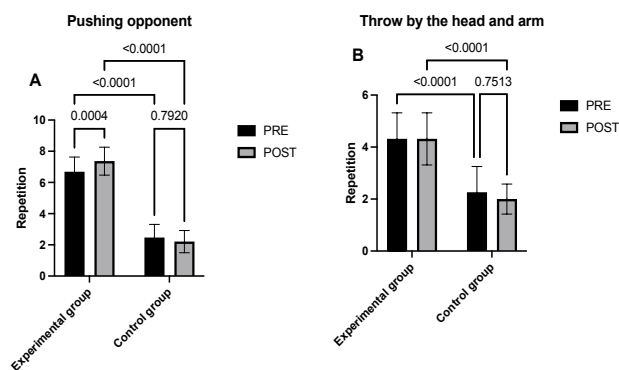 Pushing opponent
A
<0.0001
<0.0001
0.0004
0.7920
10
8
6
4
2
0
Repetition
Experimental group
Control group
PRE
POST
Throw by the head and arm
B
<0.0001
<0.0001
0.7513
6
4
2
0
Repetition
Experimental group
Control group
PRE
POST